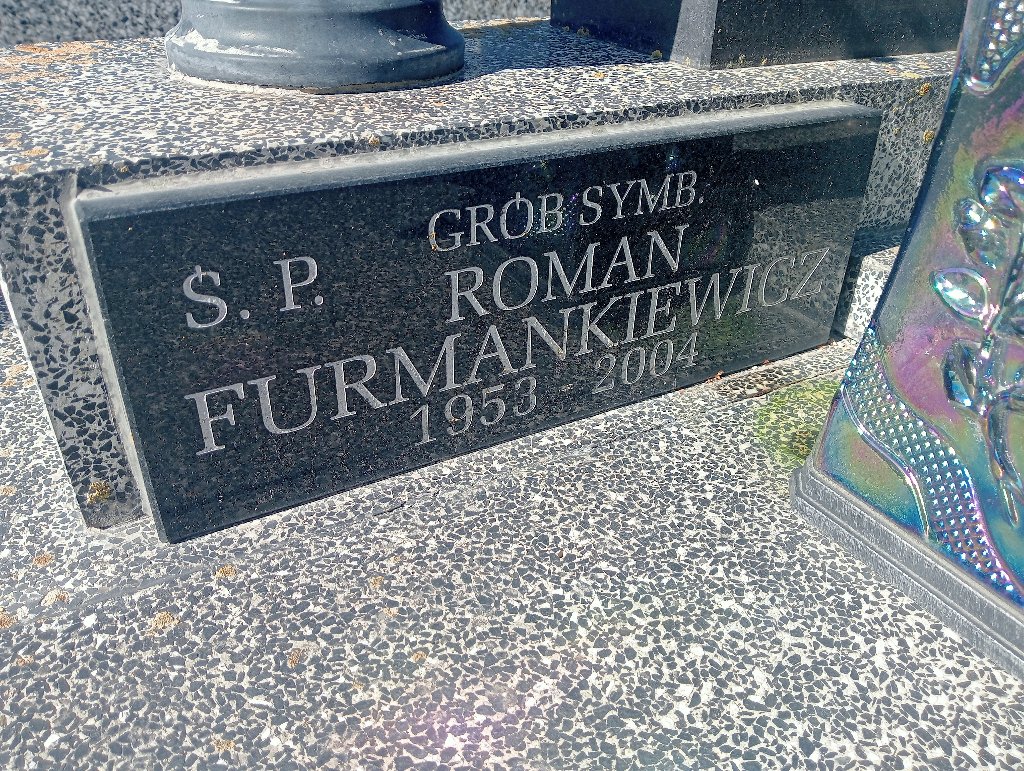 GRÓB SYMB.
Ś. P. ROMAN
FURMANKIEWICZ
1953 - 2004